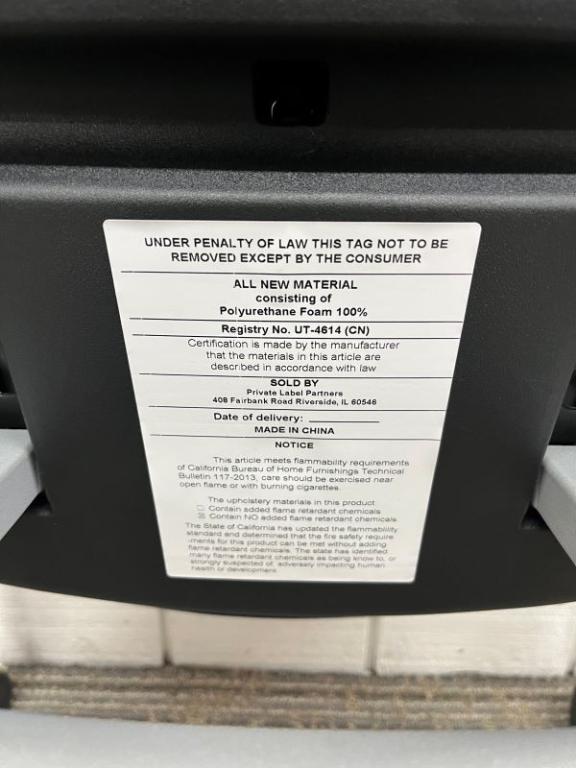 UNDER PENALTY OF LAW THIS TAG NOT TO BE
REMOVED EXCEPT BY THE CONSUMER
ALL NEW MATERIAL
consisting of
Polyurethane Foam 100%
Registry No. UT-4614 (CN)
Certification is made by the manufacturer
that the materials in this article are
described in accordance with law
SOLD BY
Private Label Partners
408 Fairbank Road Riverside, IL 60546
Date of delivery: ________
MADE IN CHINA
NOTICE
This article meets flammability requirements
of California Bureau of Home Furnishings Technical
Bulletin 117-2013, care should be exercised near
open flame or with burning cigarettes.
The upholstery materials in this product
☐ Contain added flame retardant chemicals
☒ Contain NO added flame retardant chemicals
The State of California has updated the flammability
standard and determined that the fire safety require
-ments for this product can be met without adding
flame retardant chemicals. The state has identified
many flame retardant chemicals as being know to, or
strongly suspected of, adversely impacting human
health or development.